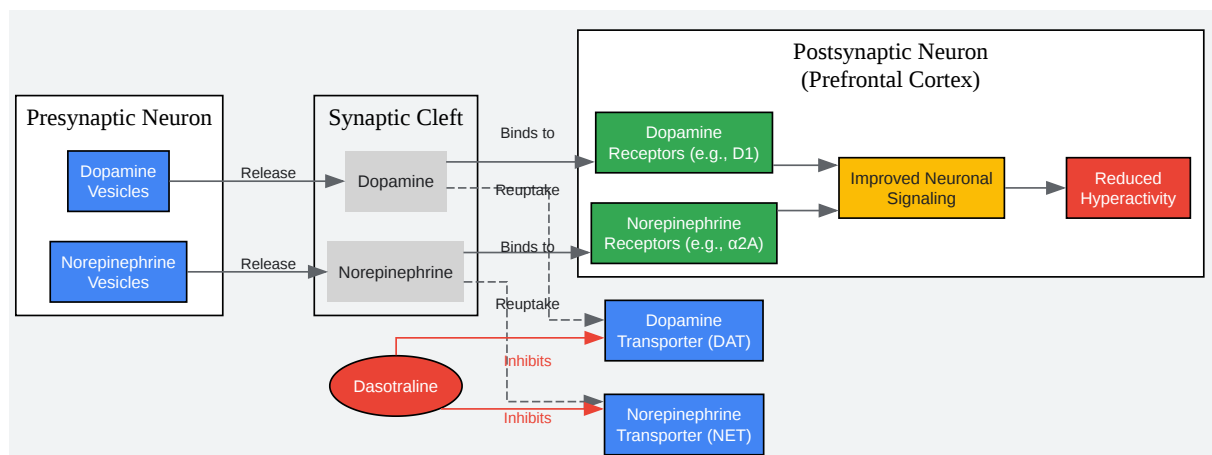 Postsynaptic Neuron
(Prefrontal Cortex)
Presynaptic Neuron
Synaptic Cleft
Dopamine
Vesicles
Release
Dopamine
Binds to
Reuptake
Dopamine
Receptors (e.g., D1)
Improved Neuronal
Signaling
Reduced
Hyperactivity
Norepinephrine
Vesicles
Release
Norepinephrine
Binds to
Reuptake
Norepinephrine
Receptors (e.g., α2A)
Dopamine
Transporter (DAT)
Dasotraline
Inhibits
Inhibits
Norepinephrine
Transporter (NET)